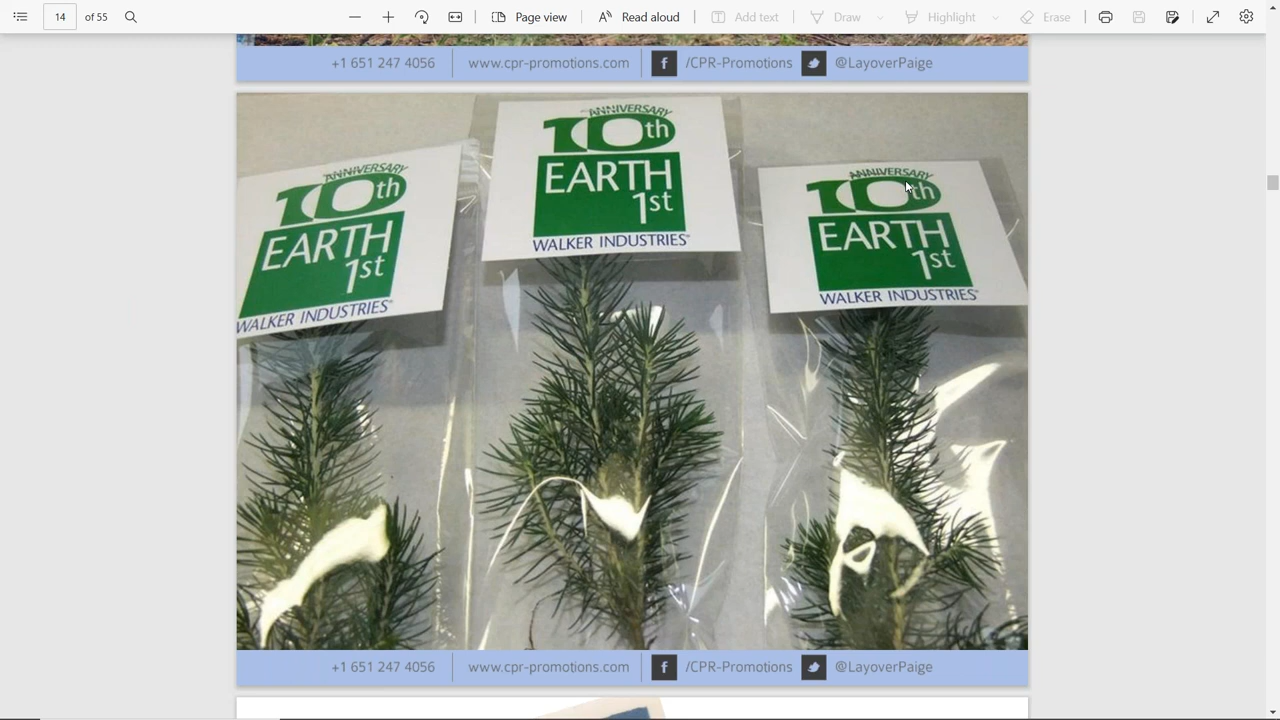 14 of 55
Page view
Read aloud
Add text
Draw
Highlight
Erase
+1 651 247 4056 www.cpr-promotions.com f /CPR-Promotions @LayoverPaige
ANNIVERSARY
10th
EARTH
1st
WALKER INDUSTRIES
ANNIVERSARY
10th
EARTH
1st
WALKER INDUSTRIES
ANNIVERSARY
10th
EARTH
1st
WALKER INDUSTRIES
+1 651 247 4056 www.cpr-promotions.com f /CPR-Promotions @LayoverPaige